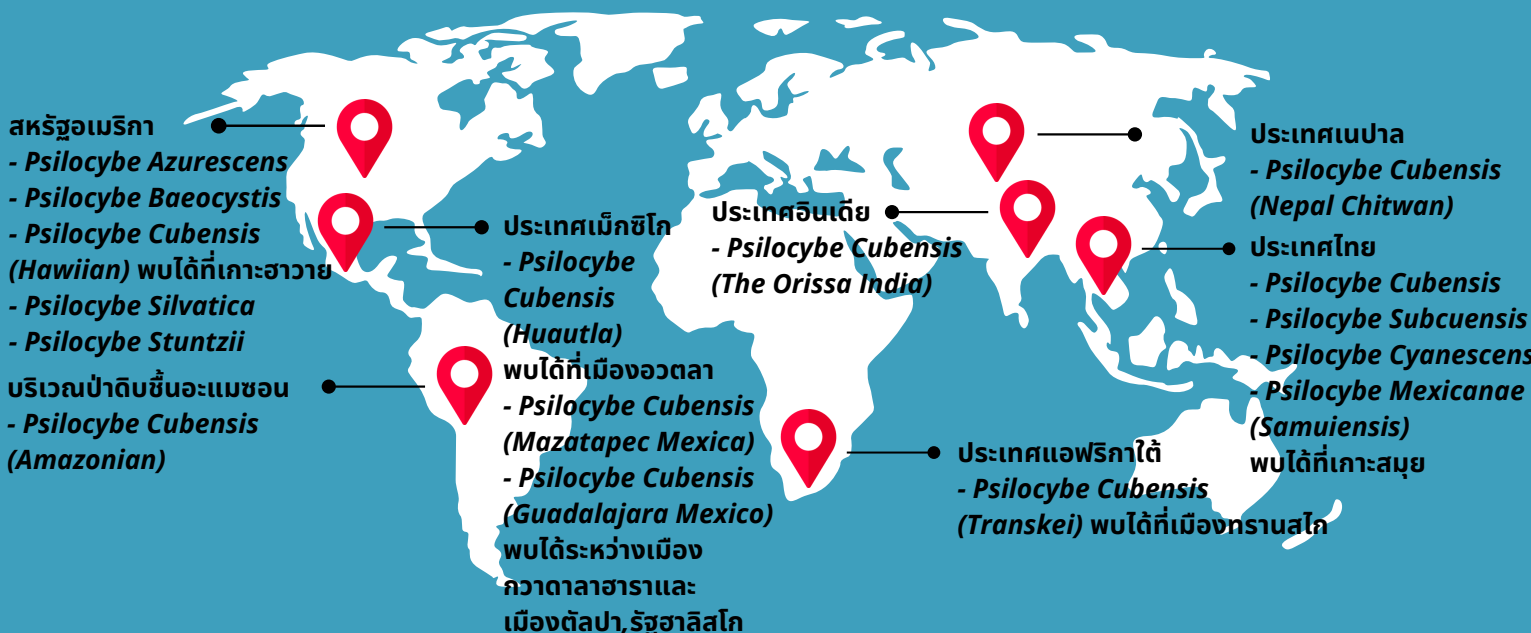 สหรัฐอเมริกา
- Psilocybe Azurescens
- Psilocybe Baeocystis
- Psilocybe Cubensis
(Hawiian) พบได้ที่เกาะฮาวาย
- Psilocybe Silvatica
- Psilocybe Stuntzii
บริเวณป่าดิบชื้นอะแมซอน
- Psilocybe Cubensis
(Amazonian)
ประเทศเม็กซิโก
- Psilocybe
Cubensis
(Huautla)
พบได้ที่เมืองอวตลา
- Psilocybe Cubensis
(Mazatapec Mexica)
- Psilocybe Cubensis
(Guadalajara Mexico)
พบได้ระหว่างเมือง
กวาดาลาฮาราและ
เมืองตัลปา,รัฐฮาลิสโก
ประเทศอินเดีย
- Psilocybe Cubensis
(The Orissa India)
ประเทศแอฟริกาใต้
- Psilocybe Cubensis
(Transkei) พบได้ที่เมืองทรานสไก
ประเทศเนปาล
- Psilocybe Cubensis
(Nepal Chitwan)
ประเทศไทย
- Psilocybe Cubensis
- Psilocybe Subcuensis
- Psilocybe Cyanescens
- Psilocybe Mexicanae
(Samuiensis)
พบได้ที่เกาะสมุย